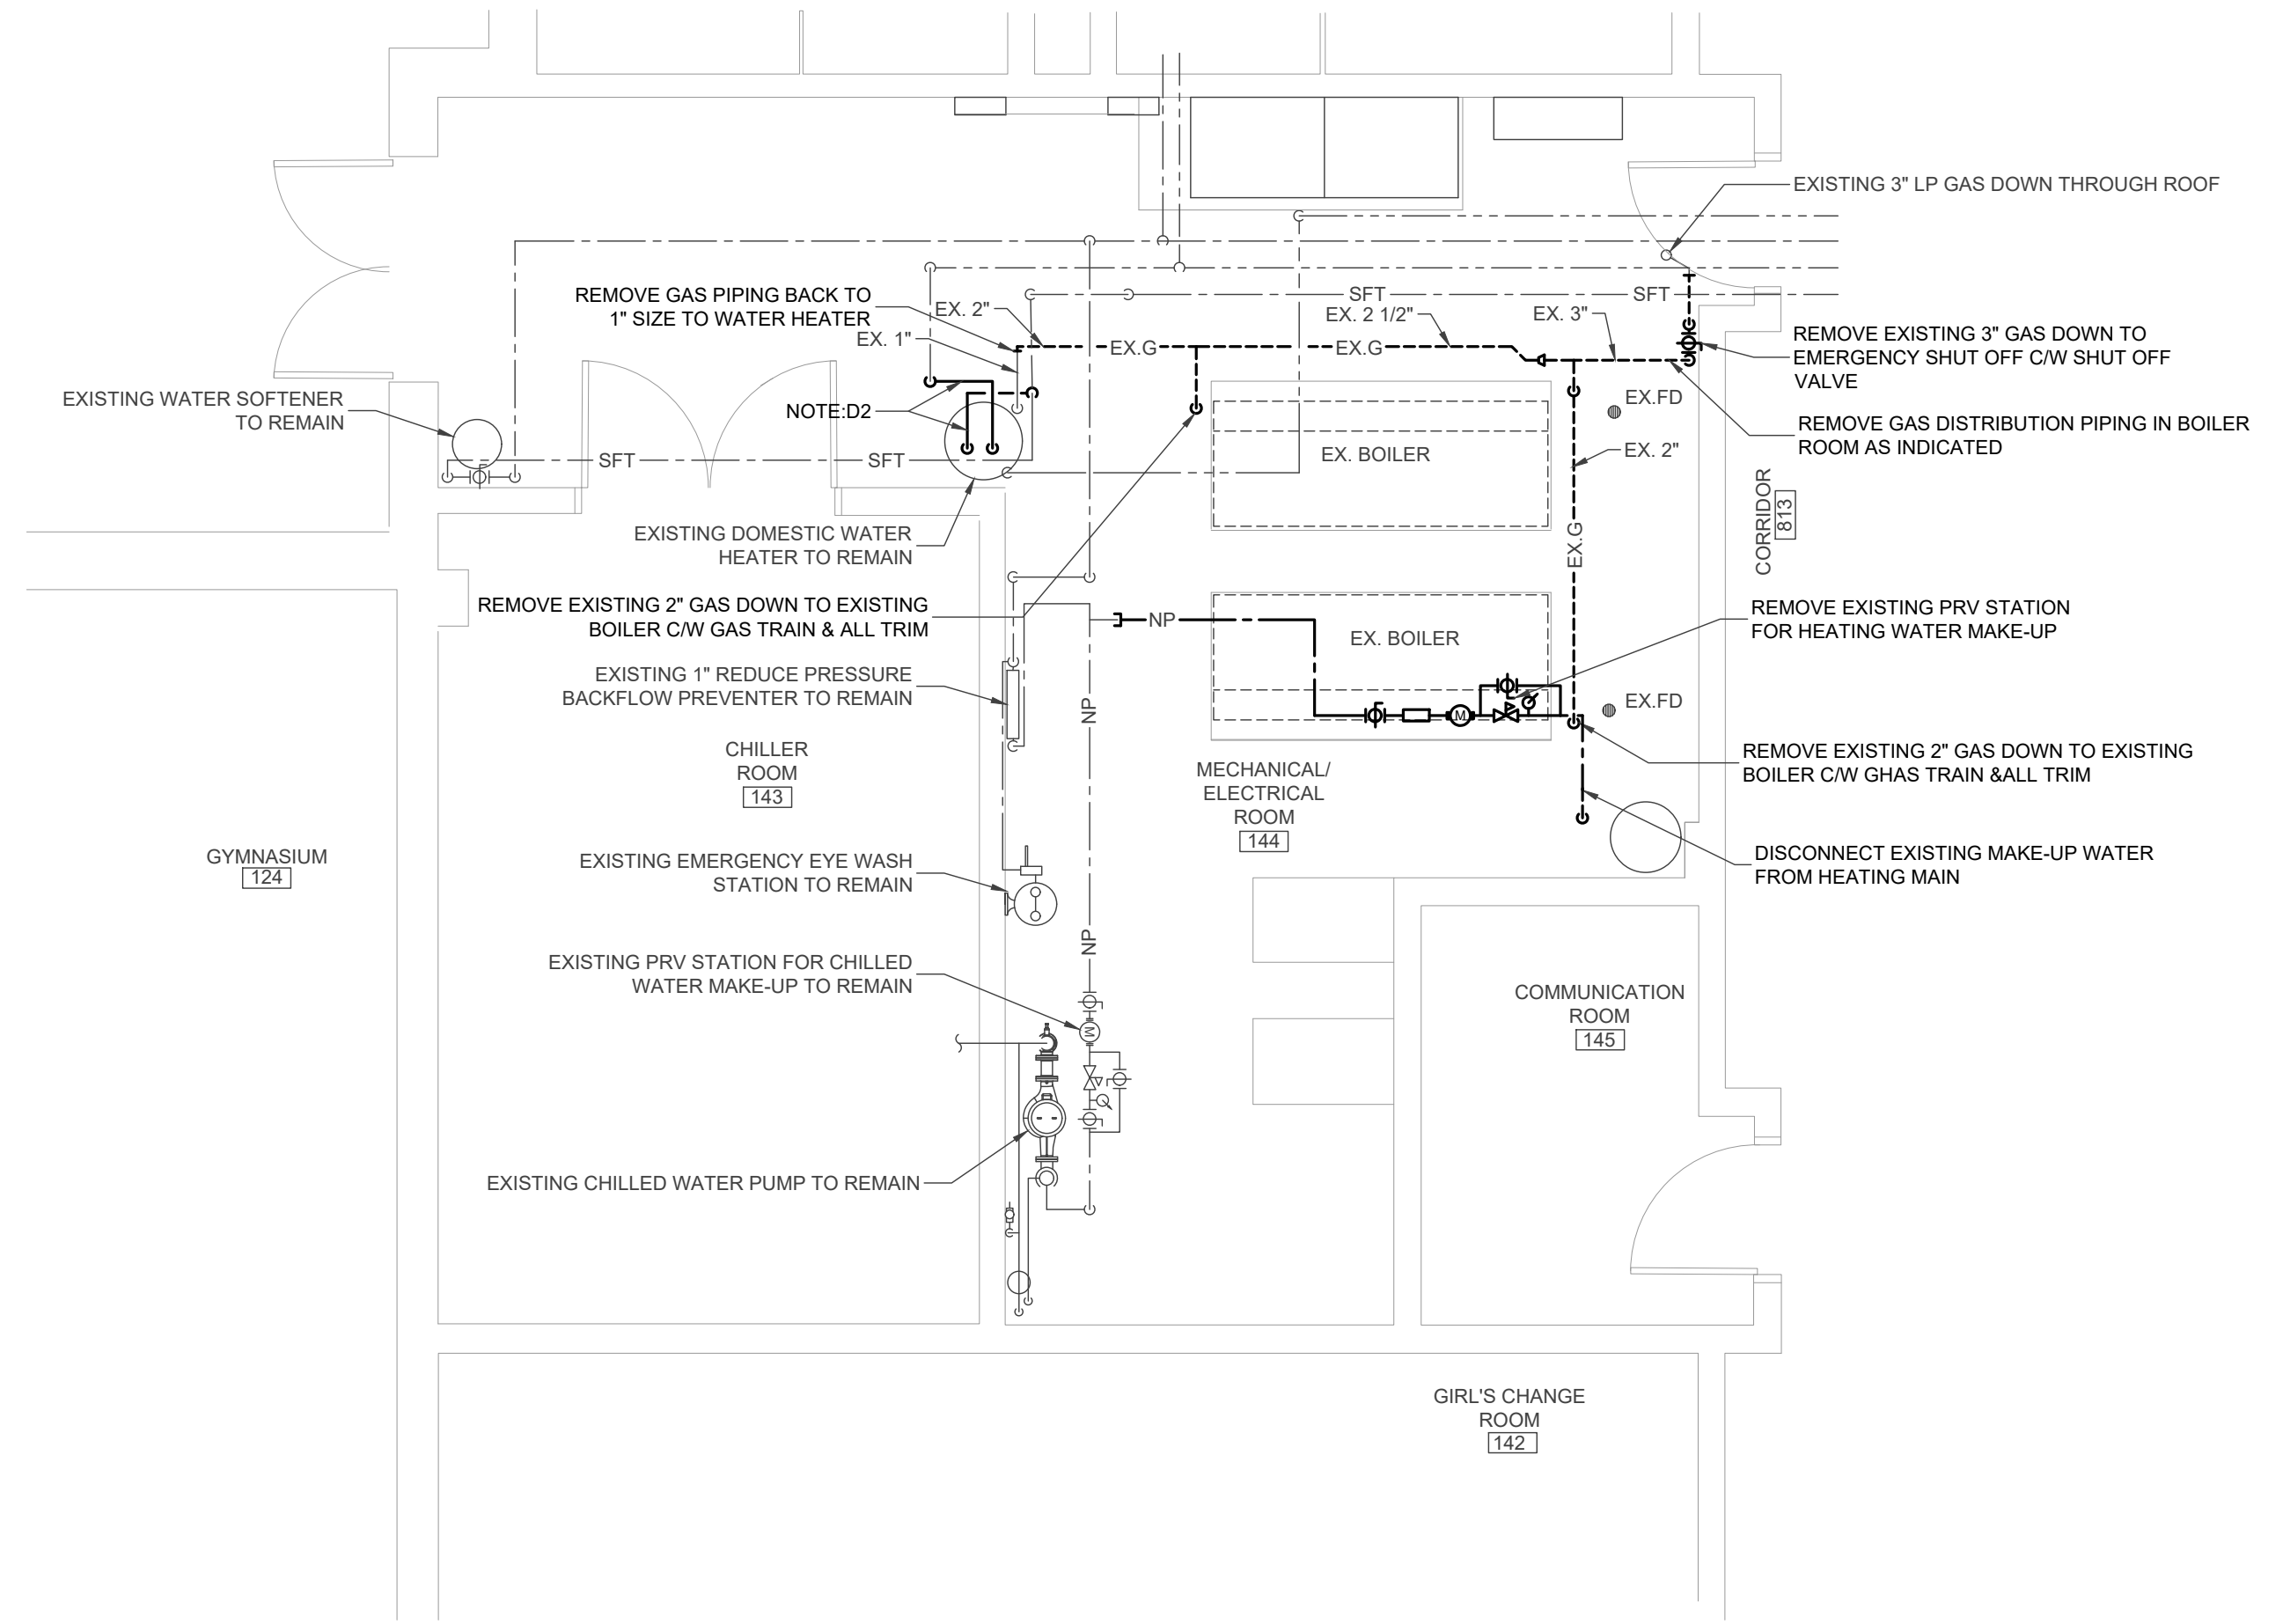 EXISTING 3" LP GAS DOWN THROUGH ROOF
REMOVE GAS PIPING BACK TO
1" SIZE TO WATER HEATER
EX. 2"
EX. 1"
SFT
SFT
EX. 2 1/2"
EX. 3"
EX.G
EX.G
REMOVE EXISTING 3" GAS DOWN TO
EMERGENCY SHUT OFF C/W SHUT OFF
VALVE
EXISTING WATER SOFTENER
TO REMAIN
NOTE:D2
EX.FD
REMOVE GAS DISTRIBUTION PIPING IN BOILER
ROOM AS INDICATED
SFT
SFT
EX. BOILER
EX. 2"
CORRIDOR
813
EXISTING DOMESTIC WATER
HEATER TO REMAIN
EX.G
REMOVE EXISTING 2" GAS DOWN TO EXISTING
BOILER C/W GAS TRAIN & ALL TRIM
NP
EX. BOILER
REMOVE EXISTING PRV STATION
FOR HEATING WATER MAKE-UP
EXISTING 1" REDUCE PRESSURE
BACKFLOW PREVENTER TO REMAIN
NP
M
EX.FD
CHILLER
ROOM
143
MECHANICAL/
ELECTRICAL
ROOM
144
REMOVE EXISTING 2" GAS DOWN TO EXISTING
BOILER C/W GHAS TRAIN &ALL TRIM
GYMNASIUM
124
EXISTING EMERGENCY EYE WASH
STATION TO REMAIN
DISCONNECT EXISTING MAKE-UP WATER
FROM HEATING MAIN
NP
EXISTING PRV STATION FOR CHILLED
WATER MAKE-UP TO REMAIN
M
COMMUNICATION
ROOM
145
EXISTING CHILLED WATER PUMP TO REMAIN
GIRL'S CHANGE
ROOM
142